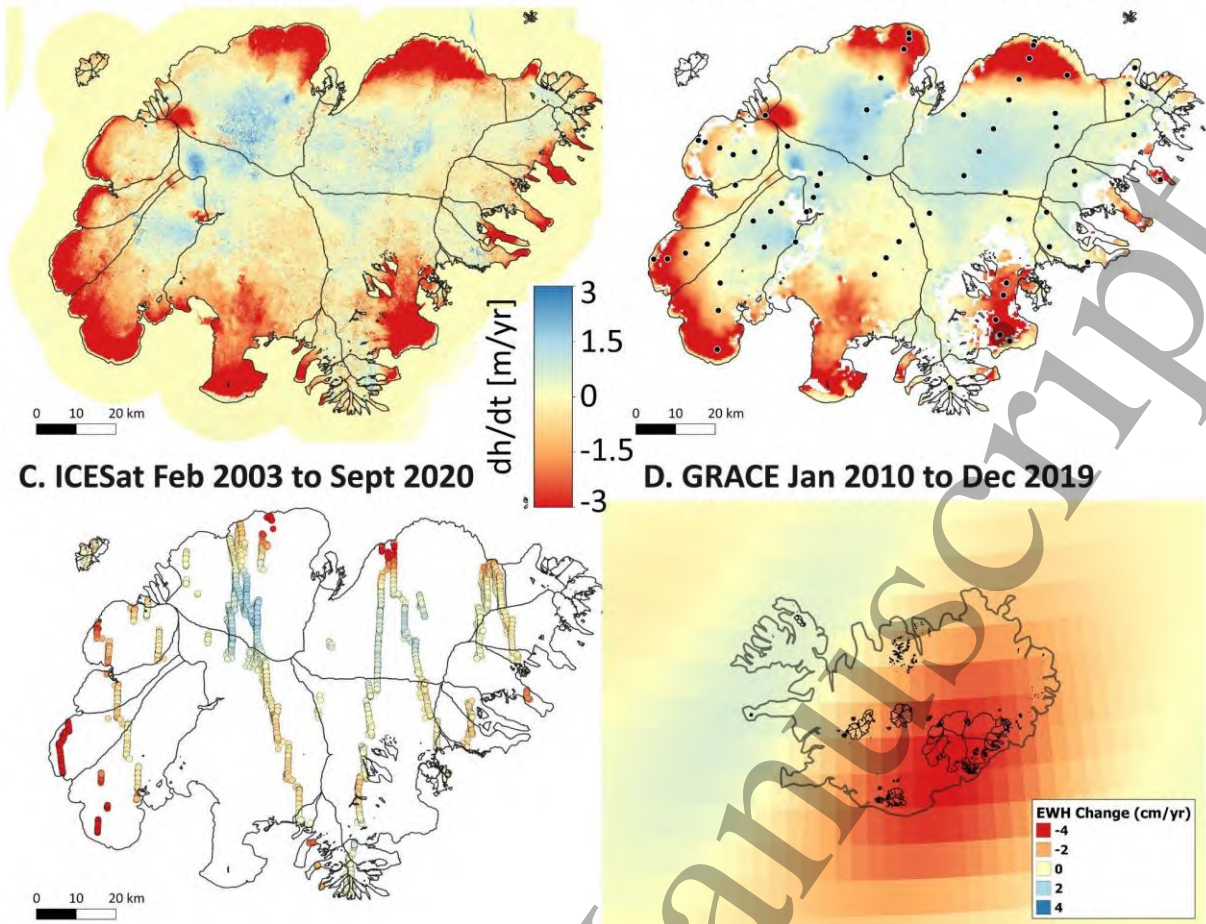 3
1.5
0
-1.5
-3
dh/dt [m/yr]
0 10 20 km
0 10 20 km
C. ICESat Feb 2003 to Sept 2020
D. GRACE Jan 2010 to Dec 2019
0 10 20 km
EWH Change (cm/yr)
-4
-2
0
2
4
anuscript